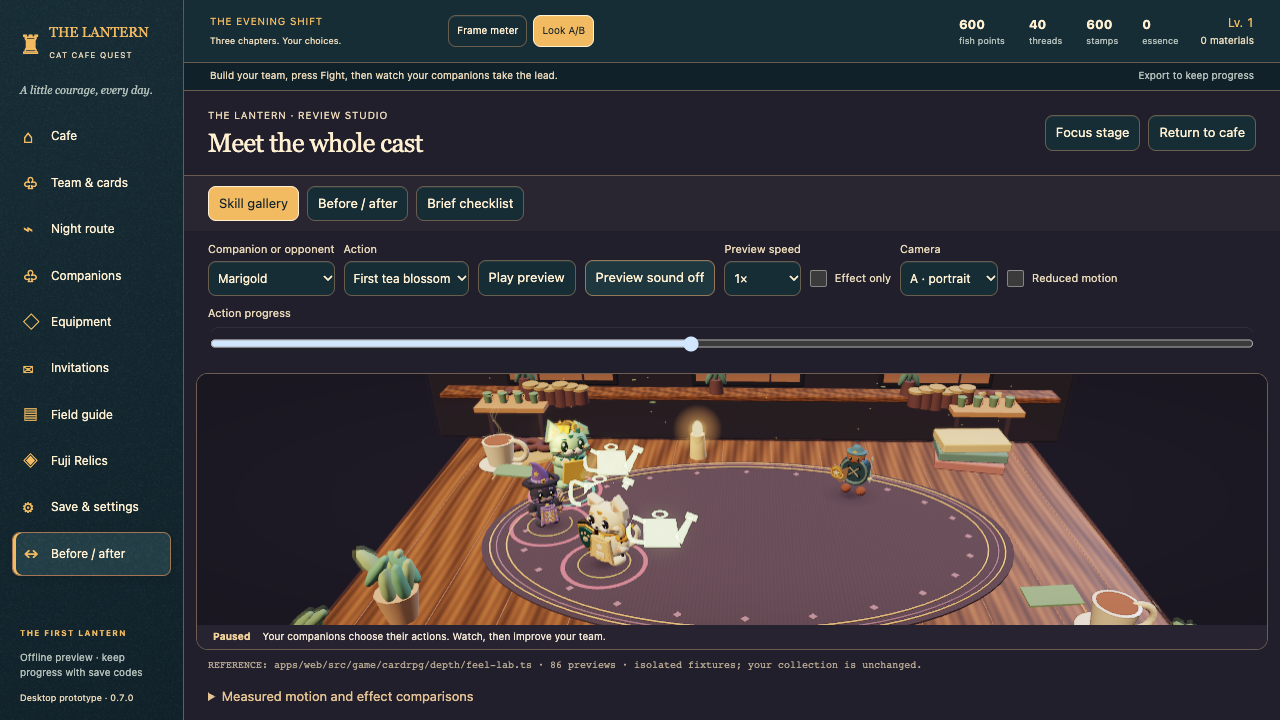 THE LANTERN
CAT CAFE QUEST
A little courage, every day.
Cafe
Team & cards
Night route
Companions
Equipment
Invitations
Field guide
Fuji Relics
Save & settings
Before / after
THE FIRST LANTERN
Offline preview · keep
progress with save codes
Desktop prototype · 0.7.0
THE EVENING SHIFT
Three chapters. Your choices.
Frame meter
Look A/B
600
fish points
40
threads
600
stamps
0
essence
Lv. 1
0 materials
Build your team, press Fight, then watch your companions take the lead.
Export to keep progress
THE LANTERN · REVIEW STUDIO
Meet the whole cast
Focus stage
Return to cafe
Skill gallery
Before / after
Brief checklist
Companion or opponent
Action
Preview speed
Camera
Marigold
First tea blossom
Play preview
Preview sound off
1x
Effect only
A · portrait
Reduced motion
Action progress
Paused
Your companions choose their actions. Watch, then improve your team.
REFERENCE: apps/web/src/game/cardrpg/depth/feel-lab.ts · 86 previews · isolated fixtures; your collection is unchanged.
Measured motion and effect comparisons